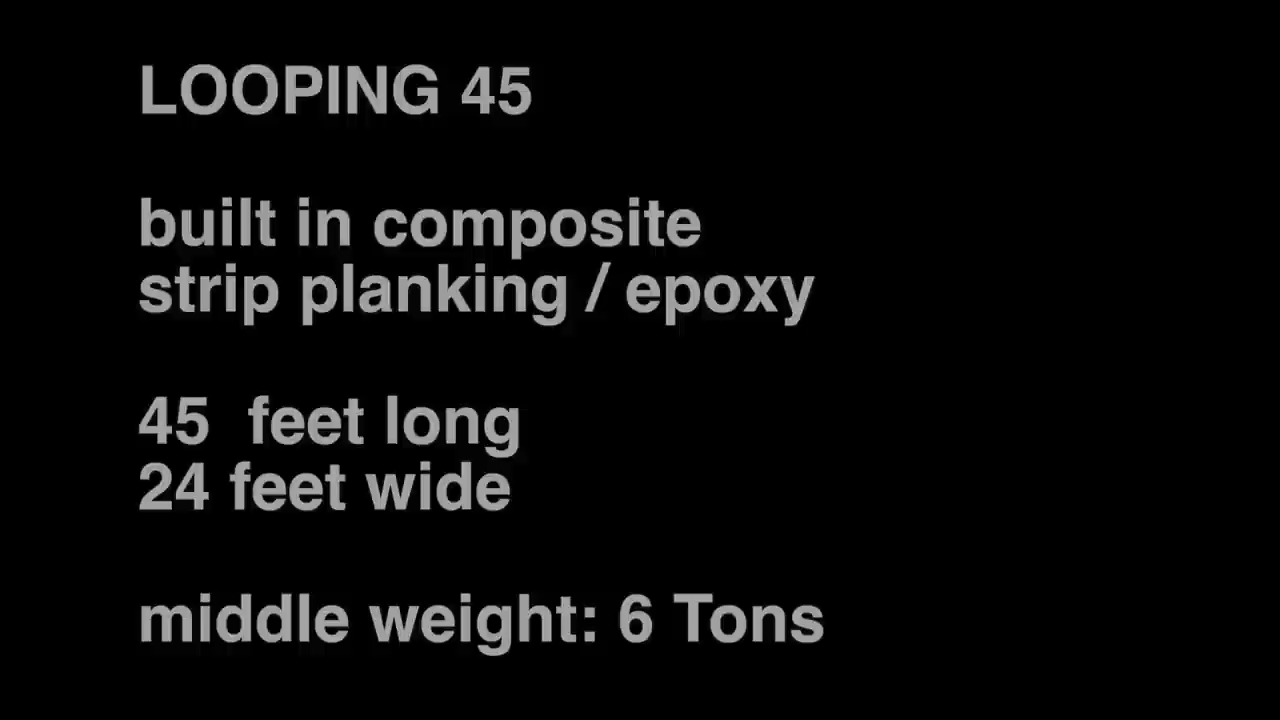 LOOPING 45
built in composite
strip planking / epoxy
45  feet long
24 feet wide
middle weight: 6 Tons